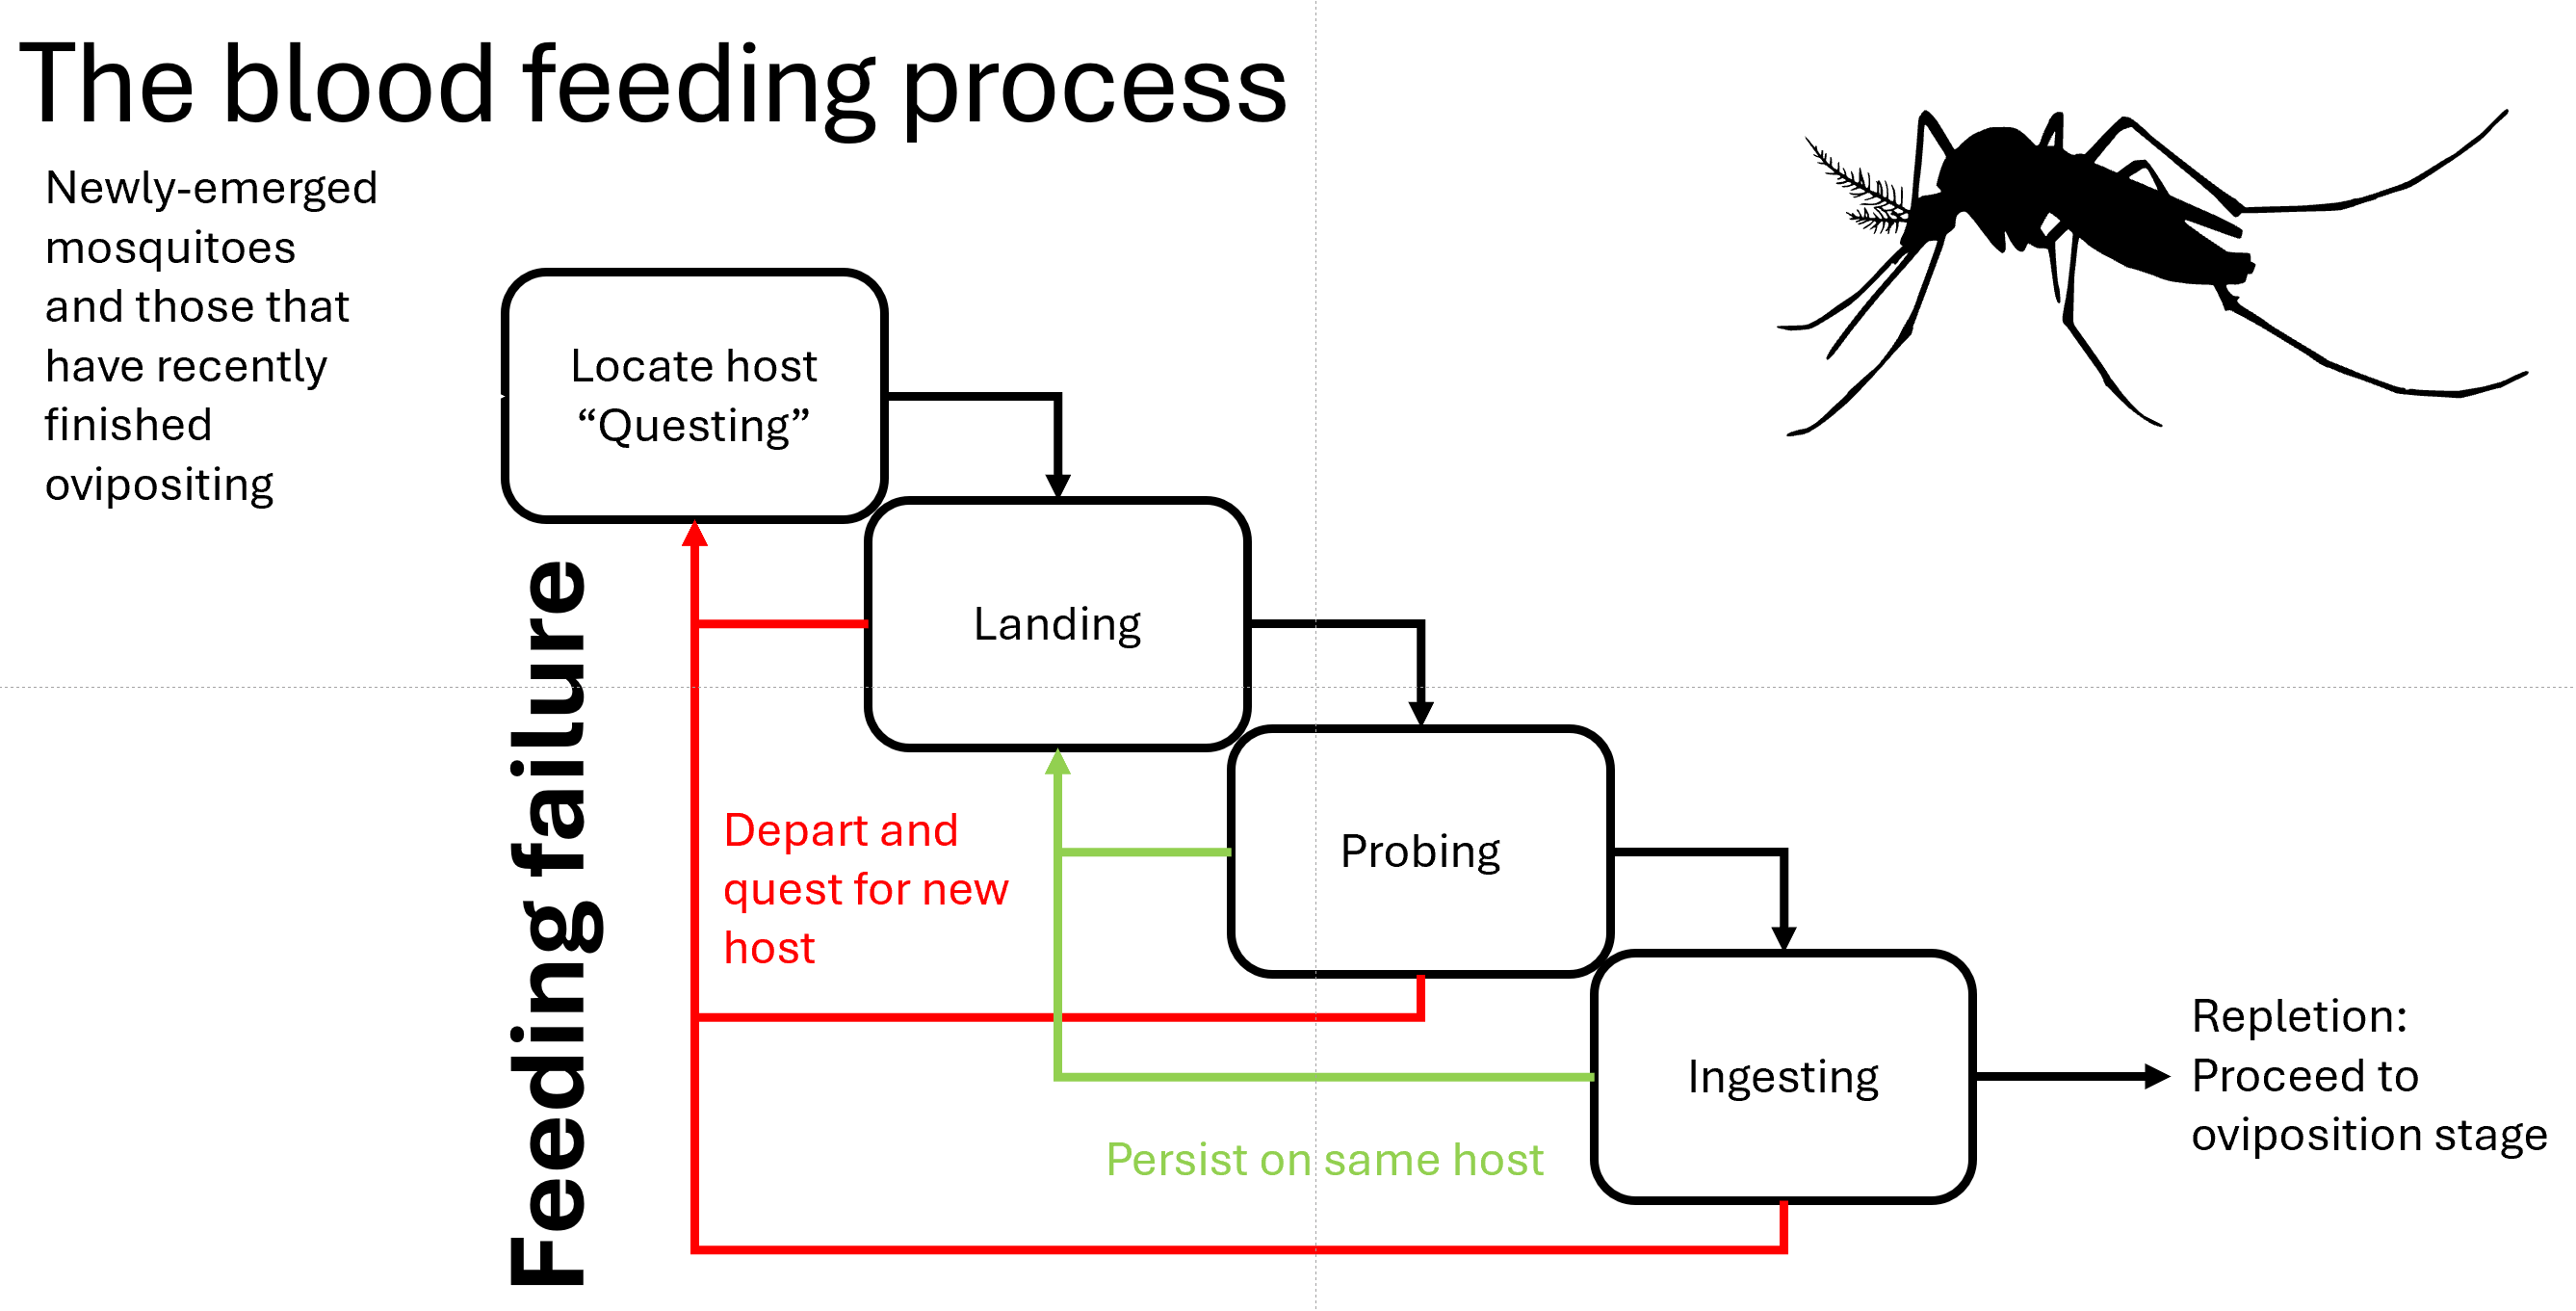 The blood feeding process
Newly-emerged
mosquitoes
and those that
have recently
finished
ovipositing
Locate host
“Questing”
Landing
Probing
Ingesting
Feeding failure
Depart and
quest for new
host
Persist on same host
Repletion:
Proceed to
oviposition stage